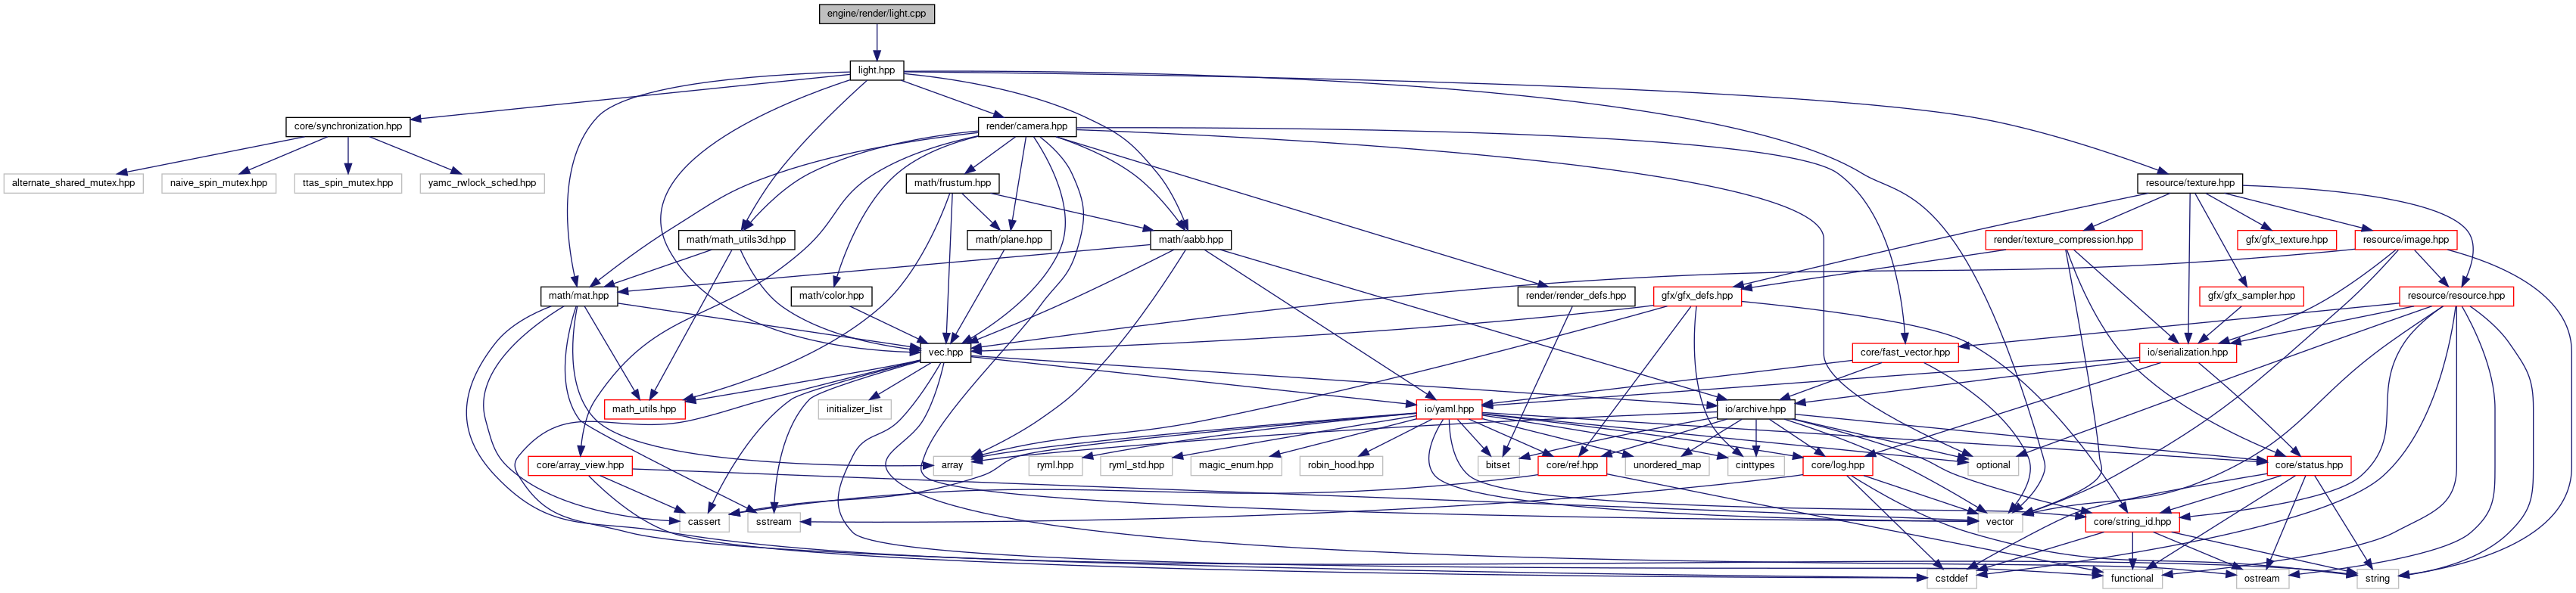 engine/render/light.cpp
light.hpp
core/synchronization.hpp
render/camera.hpp
alternate_shared_mutex.hpp
naive_spin_mutex.hpp
ttas_spin_mutex.hpp
yamc_rwlock_sched.hpp
math/frustum.hpp
resource/texture.hpp
math/math_utils3d.hpp
math/plane.hpp
math/aabb.hpp
render/texture_compression.hpp
gfx/gfx_texture.hpp
resource/image.hpp
math/mat.hpp
math/color.hpp
render/render_defs.hpp
gfx/gfx_defs.hpp
gfx/gfx_sampler.hpp
resource/resource.hpp
vec.hpp
core/fast_vector.hpp
io/serialization.hpp
math_utils.hpp
initializer_list
io/yaml.hpp
io/archive.hpp
core/array_view.hpp
array
ryml.hpp
ryml_std.hpp
magic_enum.hpp
robin_hood.hpp
bitset
core/ref.hpp
unordered_map
cinttypes
core/log.hpp
optional
core/status.hpp
cassert
sstream
vector
core/string_id.hpp
cstddef
functional
ostream
string